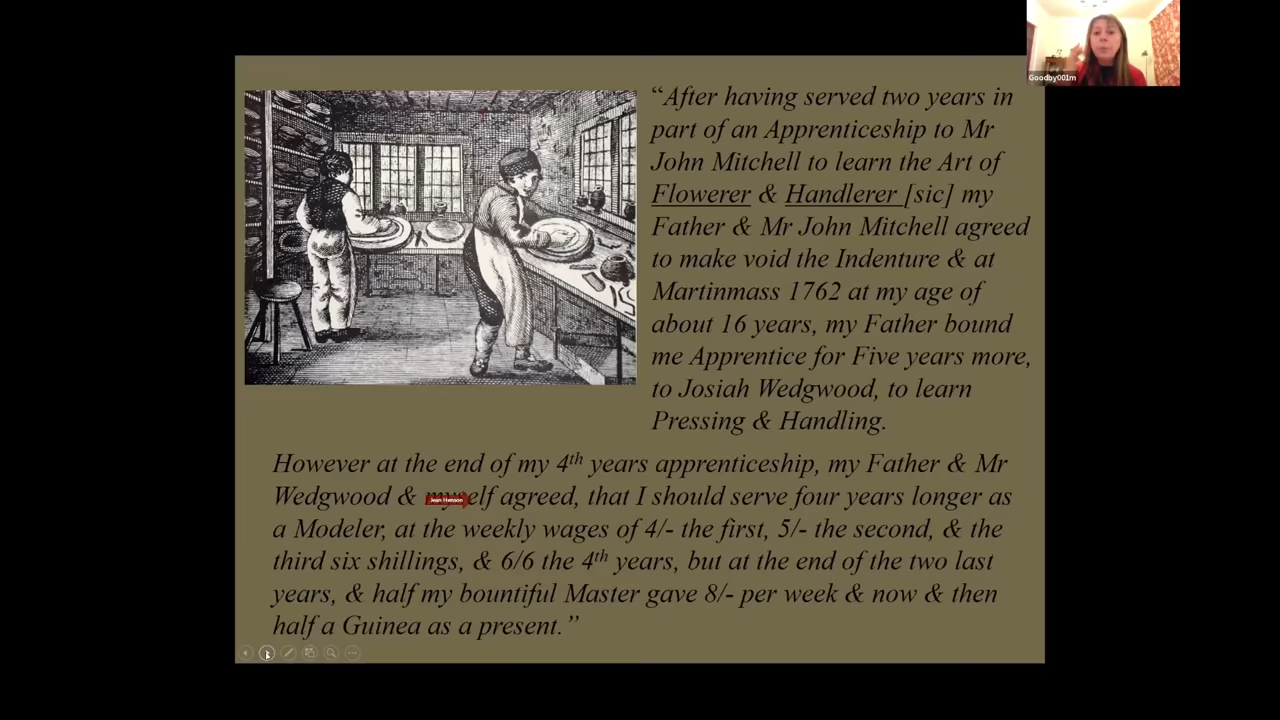 Goodby001m
“After having served two years in
part of an Apprenticeship to Mr
John Mitchell to learn the Art of
Flowerer & Handlerer [sic] my
Father & Mr John Mitchell agreed
to make void the Indenture & at
Martinmass 1762 at my age of
about 16 years, my Father bound
me Apprentice for Five years more,
to Josiah Wedgwood, to learn
Pressing & Handling.
However at the end of my 4th years apprenticeship, my Father & Mr
Wedgwood & myself agreed, that I should serve four years longer as
Jean Henson
a Modeler, at the weekly wages of 4/- the first, 5/- the second, & the
third six shillings, & 6/6 the 4th years, but at the end of the two last
years, & half my bountiful Master gave 8/- per week & now & then
half a Guinea as a present.”